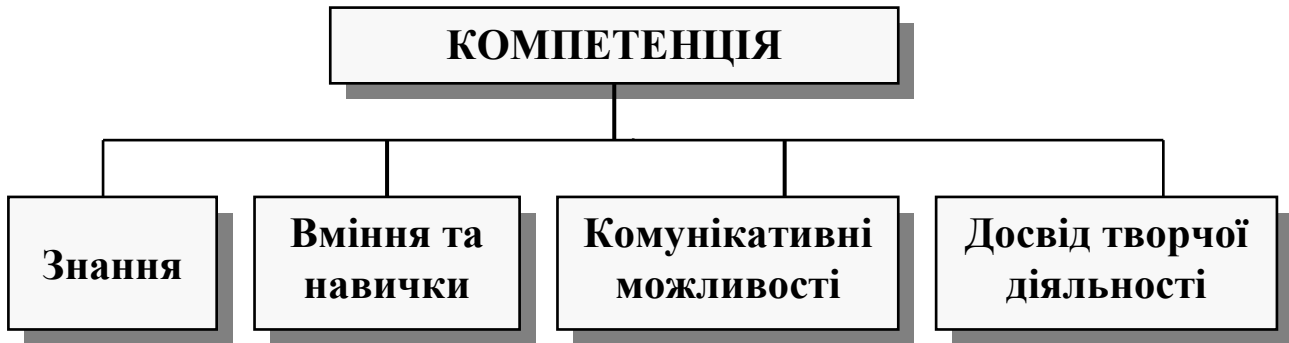 КОМПЕТЕНЦІЯ
Знання
Вміння та
навички
Комунікативні
можливості
Досвід творчої
діяльності